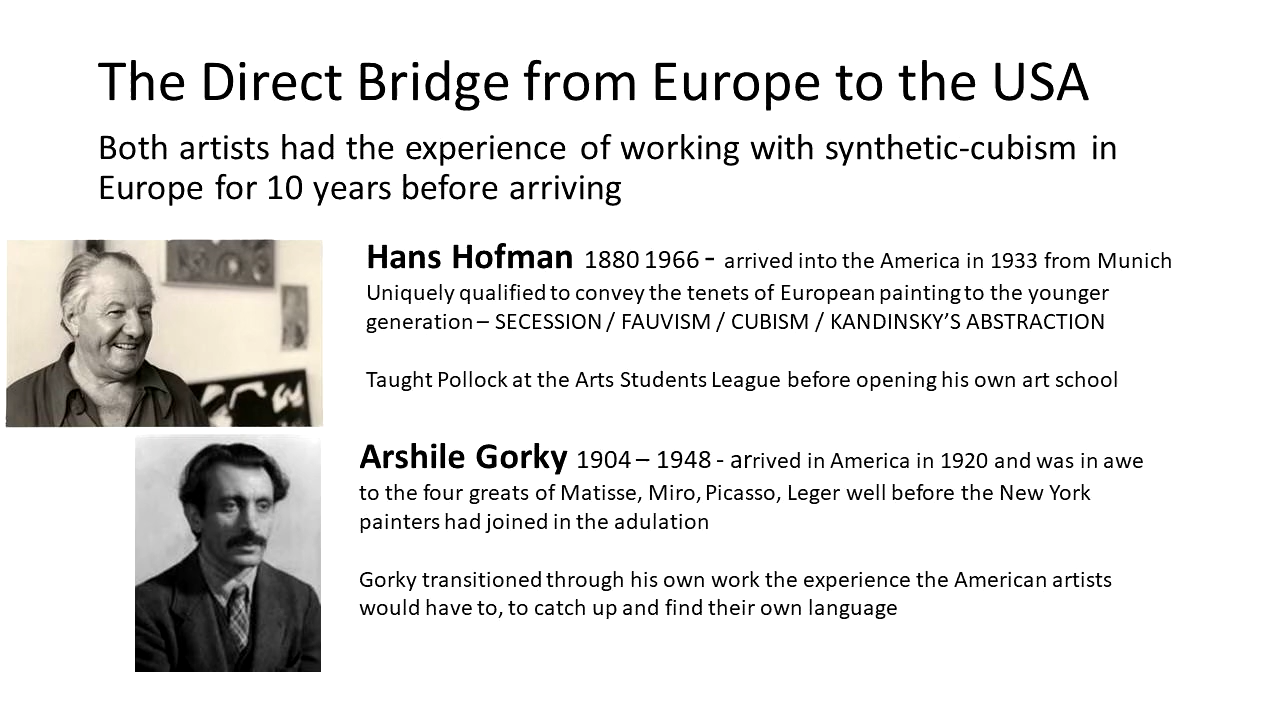 The Direct Bridge from Europe to the USA
Both artists had the experience of working with synthetic-cubism in
Europe for 10 years before arriving
Hans Hofman 1880 1966 - arrived into the America in 1933 from Munich
Uniquely qualified to convey the tenets of European painting to the younger
generation – SECESSION / FAUVISM / CUBISM / KANDINSKY'S ABSTRACTION
Taught Pollock at the Arts Students League before opening his own art school
Arshile Gorky 1904 – 1948 - arrived in America in 1920 and was in awe
to the four greats of Matisse, Miro, Picasso, Leger well before the New York
painters had joined in the adulation
Gorky transitioned through his own work the experience the American artists
would have to, to catch up and find their own language